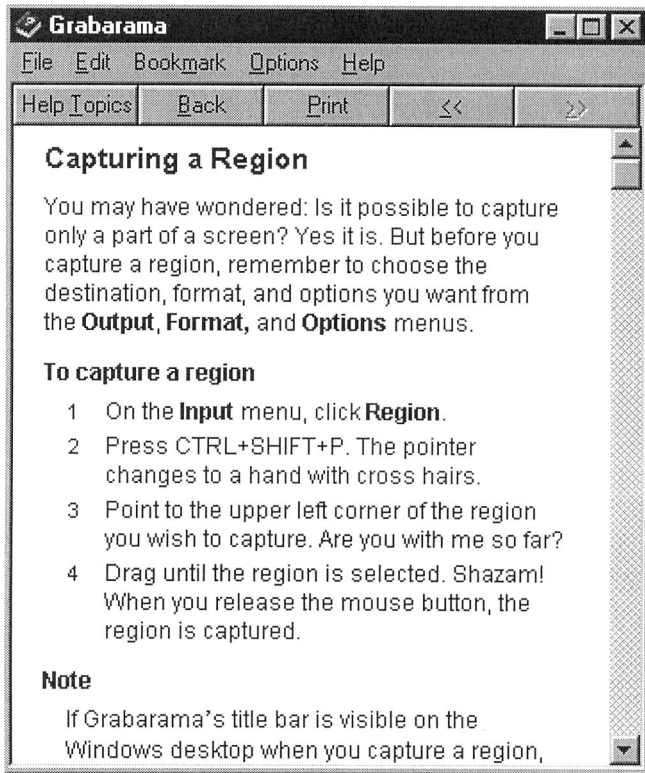 Grabarama
File Edit Bookmark Options Help
Help Topics Back Print << >>
Capturing a Region
You may have wondered: Is it possible to capture
only a part of a screen? Yes it is. But before you
capture a region, remember to choose the
destination, format, and options you want from
the Output, Format, and Options menus.
To capture a region
1 On the Input menu, click Region.
2 Press CTRL+SHIFT+P. The pointer
changes to a hand with cross hairs.
3 Point to the upper left corner of the region
you wish to capture. Are you with me so far?
4 Drag until the region is selected. Shazam!
When you release the mouse button, the
region is captured.
Note
If Grabarama's title bar is visible on the
Windows desktop when you capture a region,